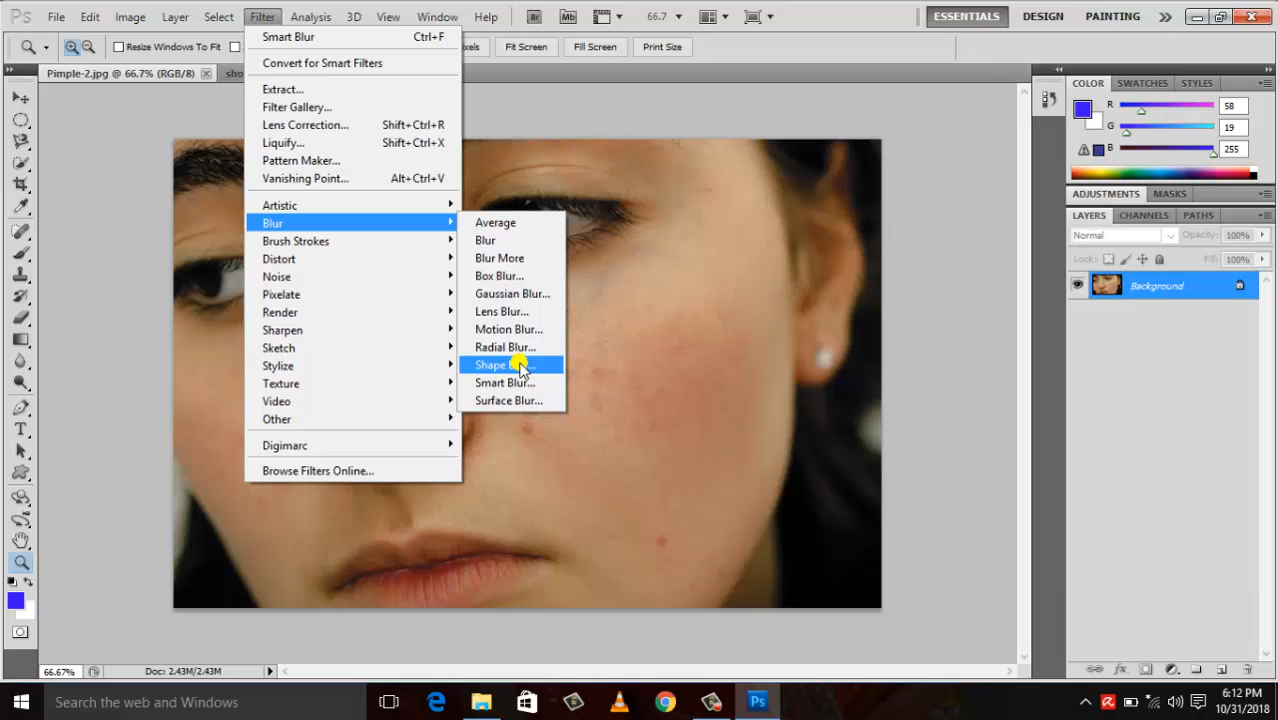 Ps File Edit Image Layer Select Filter Analysis 3D View Window Help Br Mb 66.7 ESSENTIALS DESIGN PAINTING
Resize Windows To Fit Fit Screen Fill Screen Print Size
Pimple-2.jpg @ 66.7% (RGB/8)
Smart Blur Ctrl+F
Convert for Smart Filters
Extract...
Filter Gallery...
Lens Correction... Shift+Ctrl+R
Liquify... Shift+Ctrl+X
Pattern Maker...
Vanishing Point... Alt+Ctrl+V
Artistic
Blur
Brush Strokes
Distort
Noise
Pixelate
Render
Sharpen
Sketch
Stylize
Texture
Video
Other
Digimarc
Browse Filters Online...
Average
Blur
Blur More
Box Blur...
Gaussian Blur...
Lens Blur...
Motion Blur...
Radial Blur...
Shape
Smart Blur...
Surface Blur...
COLOR SWATCHES STYLES
R 58
G 19
B 255
ADJUSTMENTS MASKS
LAYERS CHANNELS PATHS
Normal Opacity: 100%
Lock: Fill: 100%
Background
66.67% Doc: 2.43M/2.43M
Search the web and Windows
Ps
6:12 PM
10/31/2018